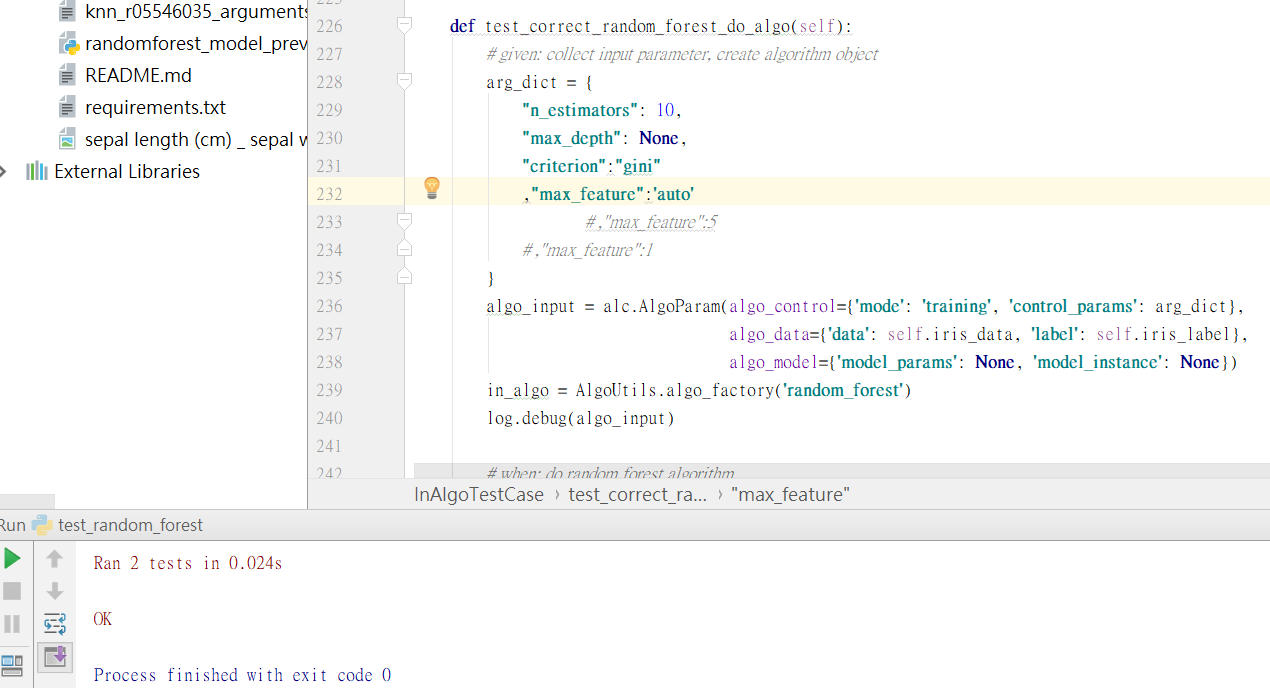 knn_r05546035_arguments
randomforest_model_prev
README.md
requirements.txt
sepal length (cm) _ sepal w
External Libraries
226 def test_correct_random_forest_do_algo(self):
227 # given: collect input parameter, create algorithm object
228 arg_dict = {
229 "n_estimators": 10,
230 "max_depth": None,
231 "criterion":"gini"
232 ,"max_feature":'auto'
233 # ,"max_feature":5
234 # ,"max_feature":1
235 }
236 algo_input = alc.AlgoParam(algo_control={'mode': 'training', 'control_params': arg_dict},
237 algo_data={'data': self.iris_data, 'label': self.iris_label},
238 algo_model={'model_params': None, 'model_instance': None})
239 in_algo = AlgoUtils.algo_factory('random_forest')
240 log.debug(algo_input)
241
242 # when: do random forest algorithm
InAlgoTestCase › test_correct_ra... › "max_feature"
Run test_random_forest
Ran 2 tests in 0.024s
OK
Process finished with exit code 0